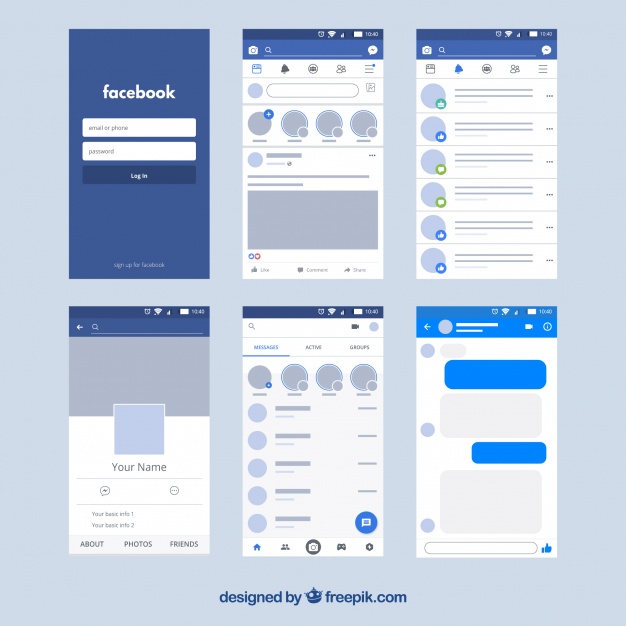 facebook
email or phone
password
Log In
sign up for facebook
10:40
Like
Comment
Share
10:40
10:40
Your Name
Your basic info 1
Your basic info 2
ABOUT
PHOTOS
FRIENDS
10:40
MESSAGES
ACTIVE
GROUPS
10:40
designed by freepik.com